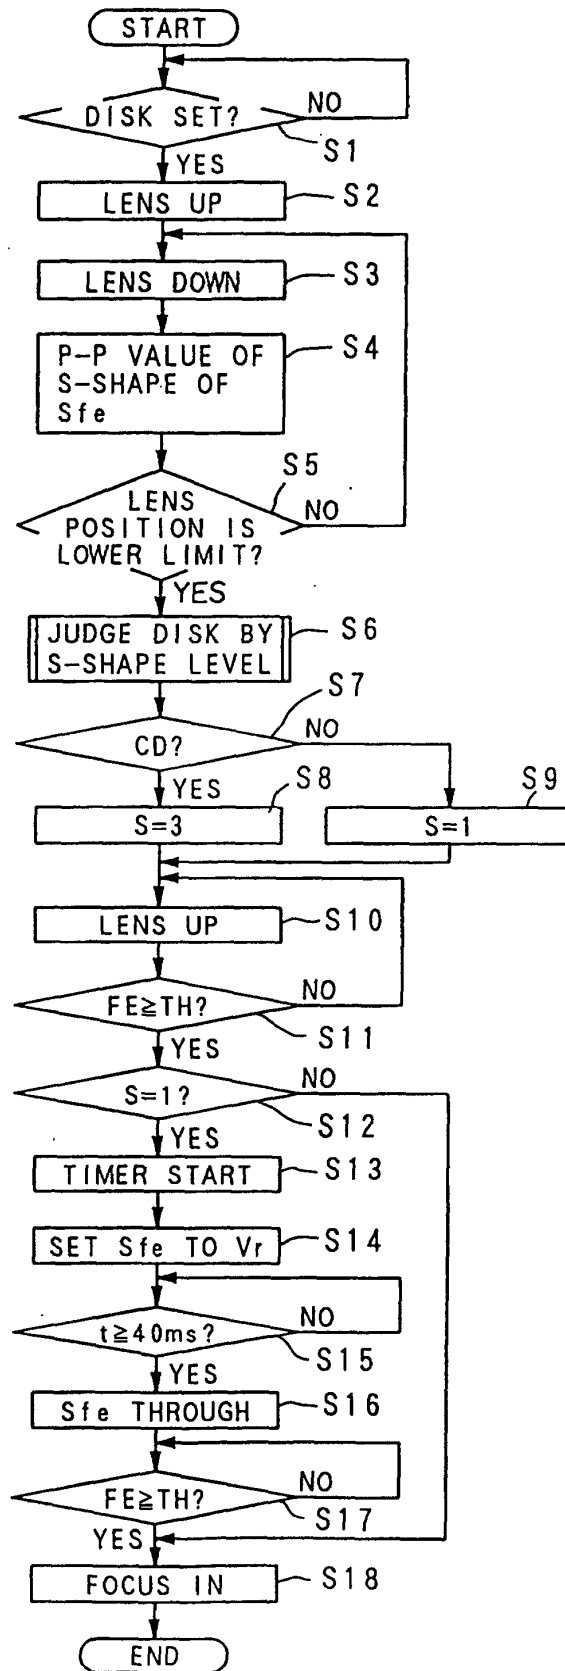 START
DISK SET?
NO
S1
YES
LENS UP
S2
LENS DOWN
S3
P-P VALUE OF
S-SHAPE OF
Sfe
S4
S5
LENS
POSITION IS
LOWER LIMIT?
NO
YES
JUDGE DISK BY
S-SHAPE LEVEL
S6
S7
CD?
NO
YES
S8
S9
S=3
S=1
LENS UP
S10
FE≧TH?
NO
S11
YES
S=1?
NO
S12
YES
TIMER START
S13
SET Sfe TO Vr
S14
t≧40ms?
NO
S15
YES
Sfe THROUGH
S16
FE≧TH?
NO
S17
YES
FOCUS IN
S18
END